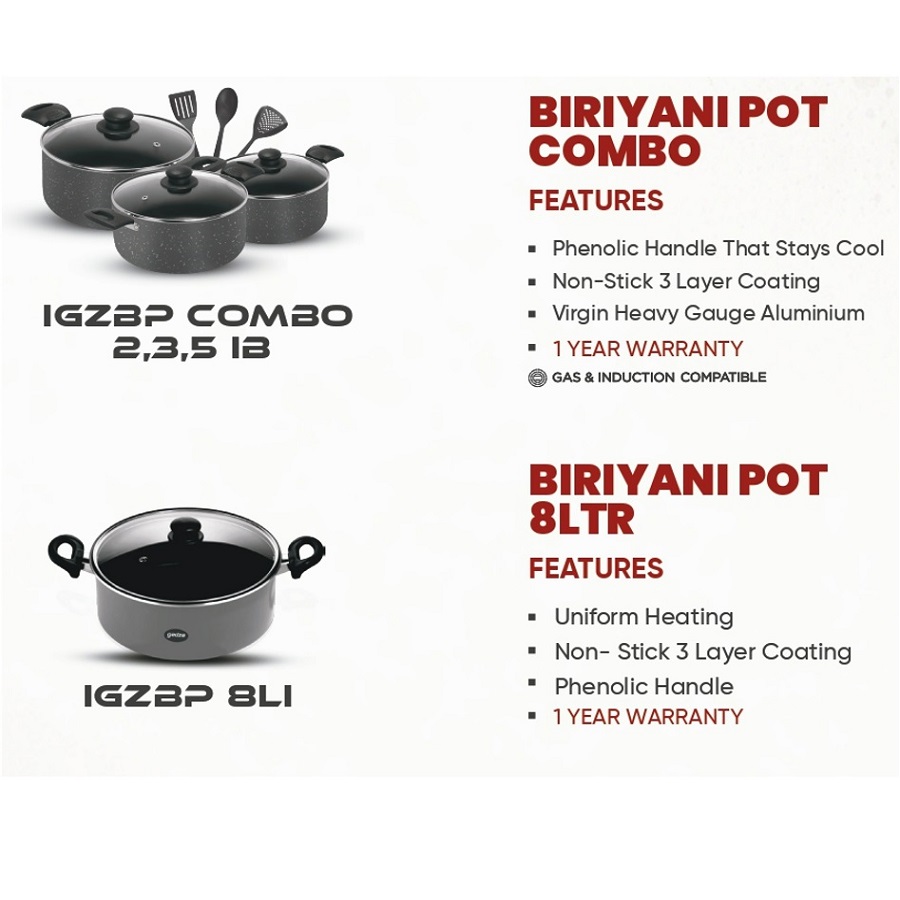 BIRIYANI POT
COMBO
FEATURES
Phenolic Handle That Stays Cool
Non-Stick 3 Layer Coating
Virgin Heavy Gauge Aluminium
1 YEAR WARRANTY
GAS & INDUCTION COMPATIBLE
IGZBP COMBO
2,3,5 IB
BIRIYANI POT
8LTR
FEATURES
Uniform Heating
Non- Stick 3 Layer Coating
Phenolic Handle
1 YEAR WARRANTY
IGZBP 8LI